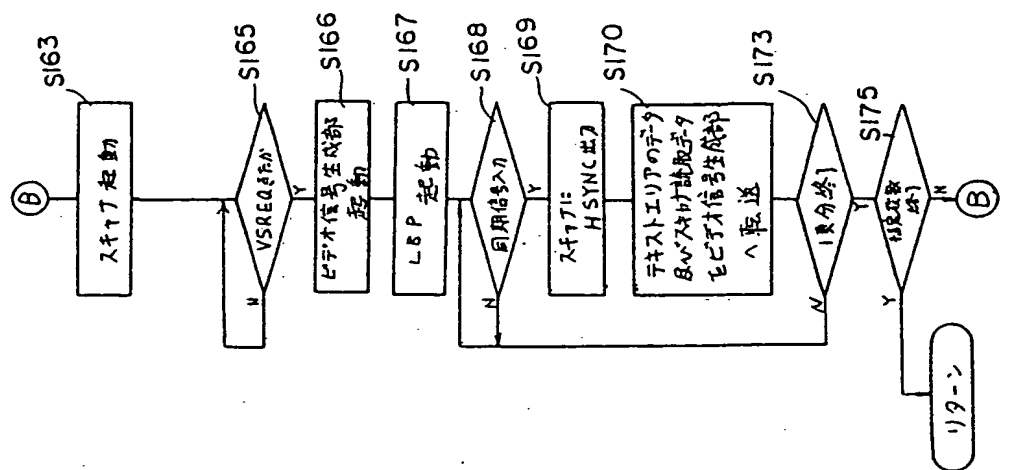 B
S163
スキャナ起動
S165
VSREQきたか
N
Y
S166
ビデオ信号生成部
起動
S167
LBP
起動
S168
同期信号入力
N
Y
S169
スキャナに
HSYNC出力
S170
テキストエリアのデータ
及びスキャナ読取データ
をビデオ信号生成部
へ転送
S173
1頁分終了
N
Y
S175
指定枚数
終了
Y
N
リターン
B